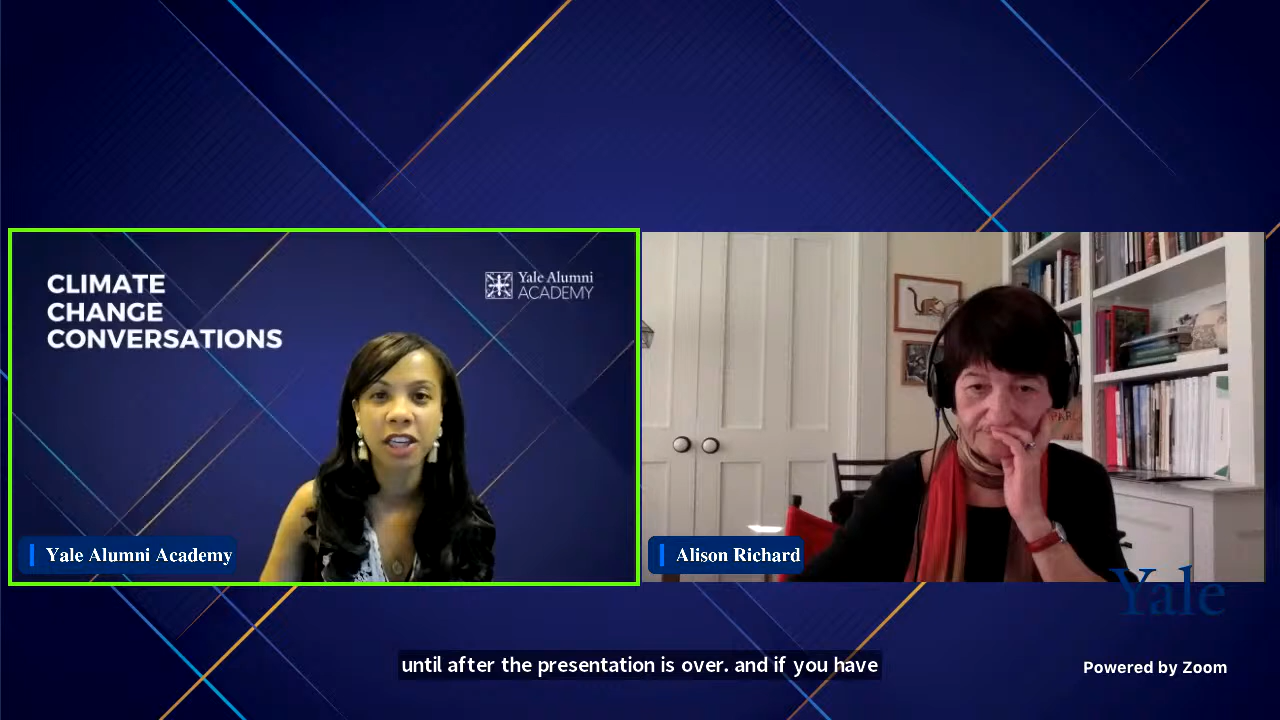 CLIMATE
CHANGE
CONVERSATIONS
Yale Alumni
ACADEMY
Yale Alumni Academy
Alison Richard
Yale
until after the presentation is over. and if you have
Powered by Zoom